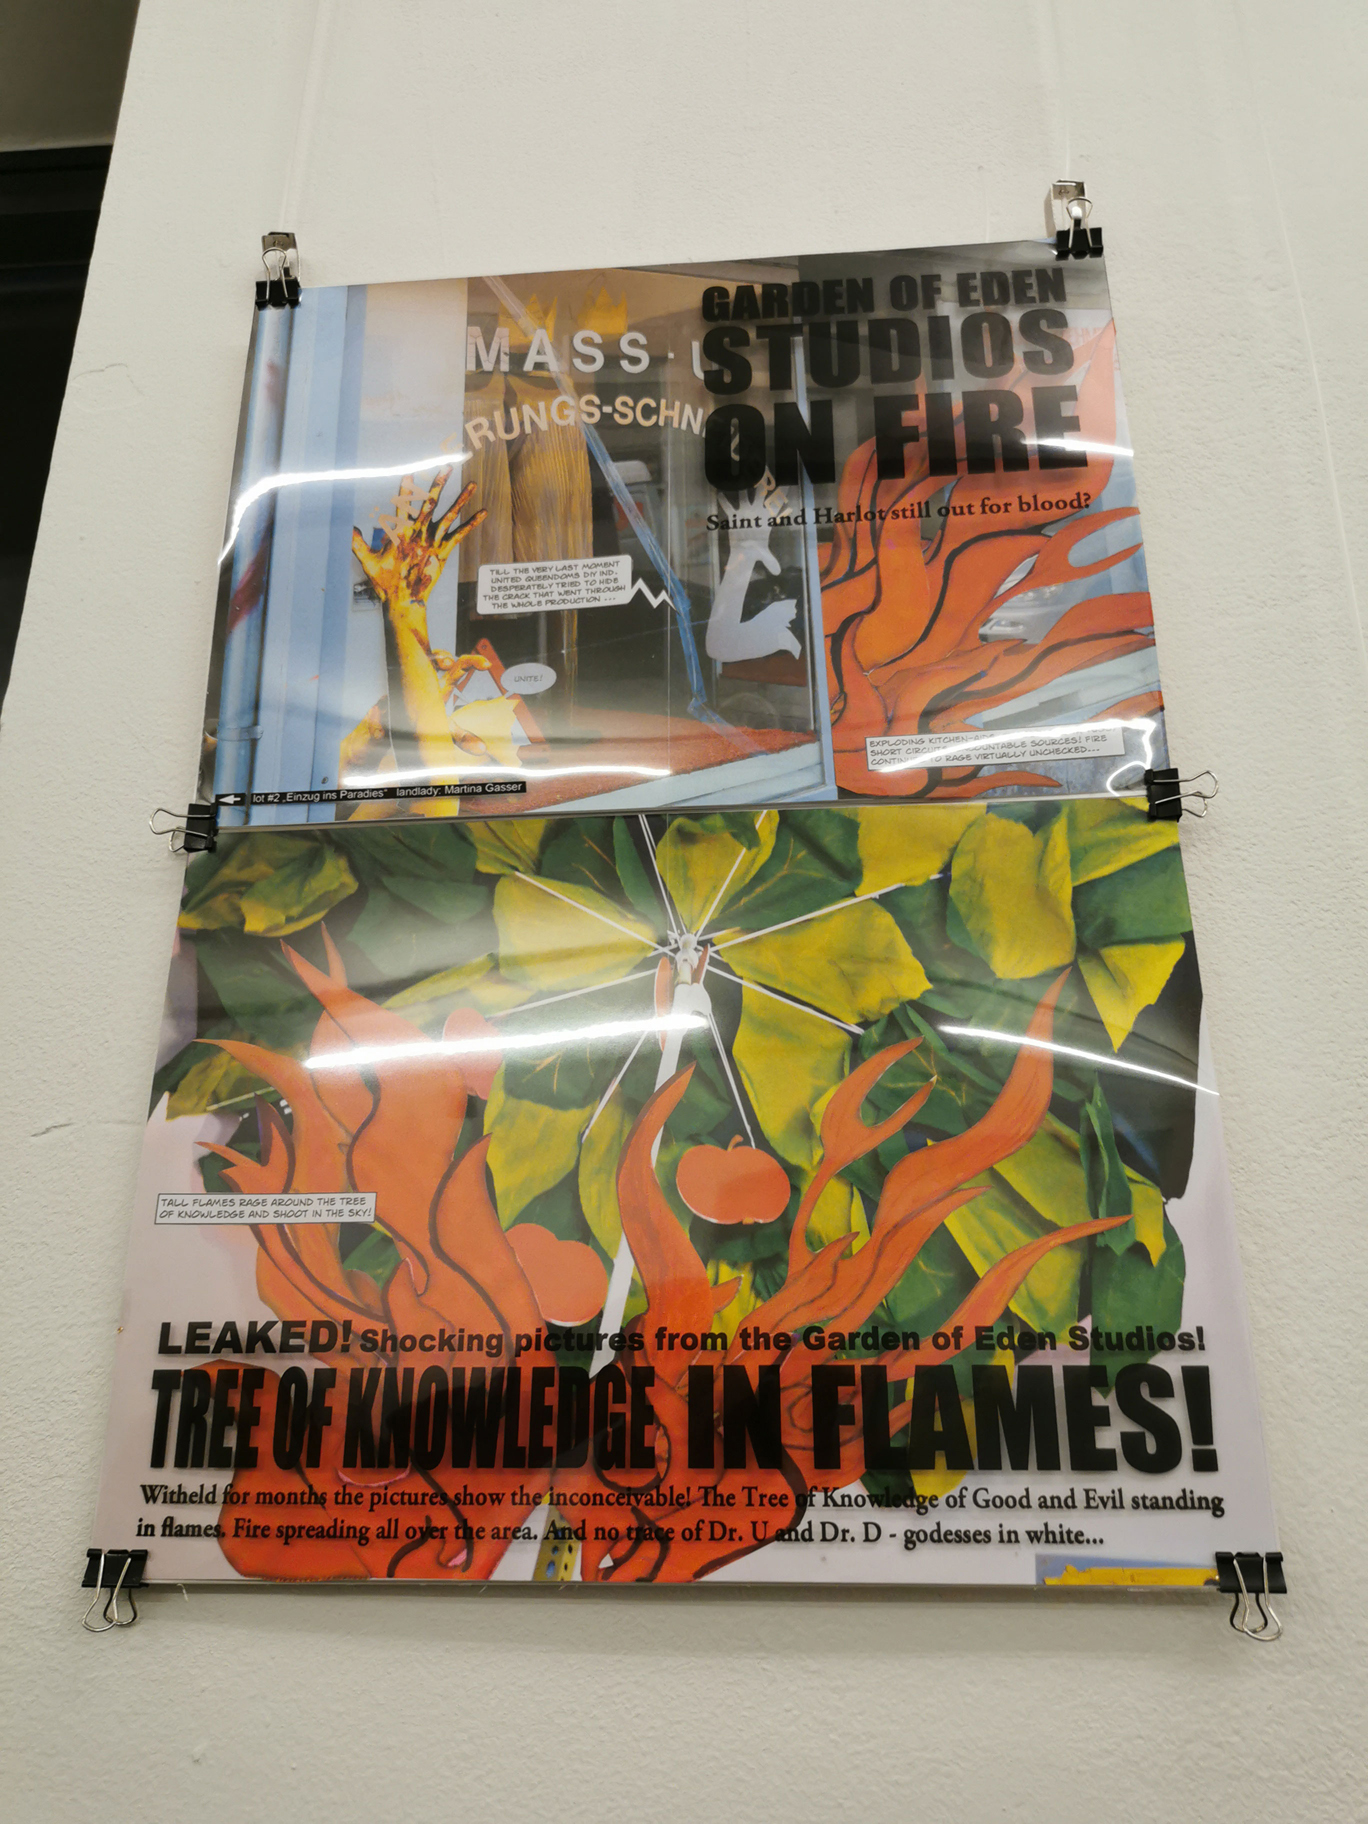 GARDEN OF EDEN
STUDIOS
ON FIRE
Saint and Harlot still out for blood?
MASS
RUNGS-SCHN
TILL THE VERY LAST MOMENT
UNITED QUEENDOMS DIY IND.
DESPERATELY TRIED TO HIDE
THE CRACK THAT WENT THROUGH
THE WHOLE PRODUCTION ...
UNITE!
EXPLODING KITCHEN-AIDS
SHORT CIRCUITS COUNTABLE SOURCES! FIRE
TO RAGE VIRTUALLY UNCHECKED...
lot #2 „Einzug ins Paradies“ landlady: Martina Gasser
TALL FLAMES RAGE AROUND THE TREE
OF KNOWLEDGE AND SHOOT IN THE SKY!
LEAKED! Shocking pictures from the Garden of Eden Studios!
TREE OF KNOWLEDGE IN FLAMES!
Witheld for months the pictures show the inconceivable! The Tree of Knowledge of Good and Evil standing
in flames. Fire spreading all over the area. And no trace of Dr. U and Dr. D - godesses in white...